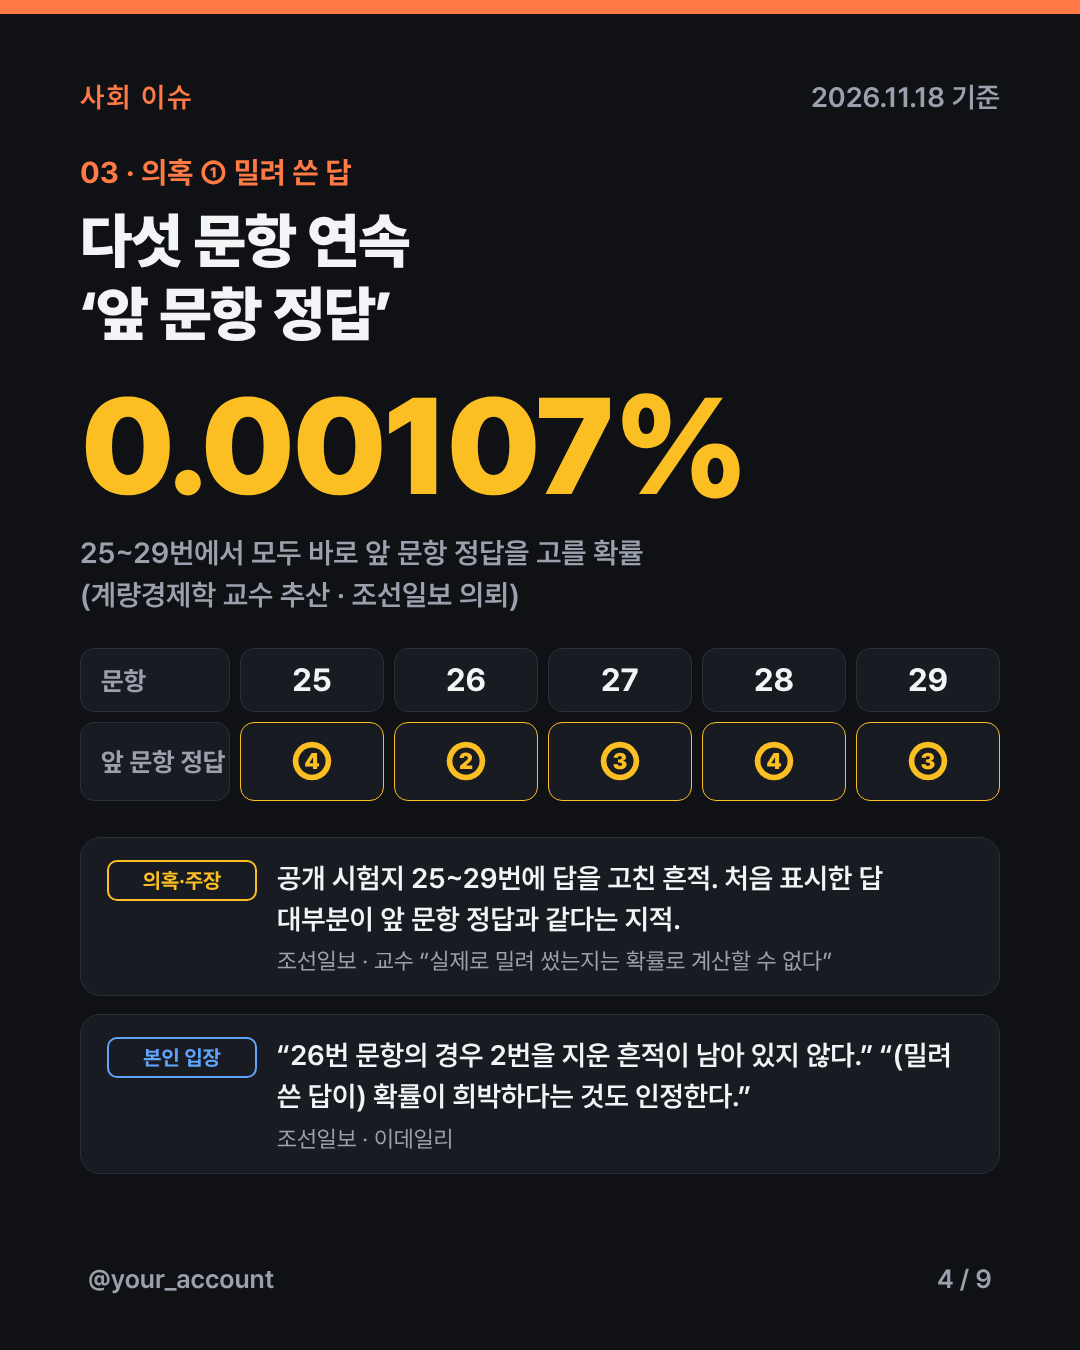 사회 이슈
2026.11.18 기준
03 · 의혹 ① 밀려 쓴 답
다섯 문항 연속
‘앞 문항 정답’
0.00107%
25~29번에서 모두 바로 앞 문항 정답을 고를 확률
(계량경제학 교수 추산 · 조선일보 의뢰)
문항 25 26 27 28 29
앞 문항 정답 ④ ② ③ ④ ③
의혹·주장
공개 시험지 25~29번에 답을 고친 흔적. 처음 표시한 답
대부분이 앞 문항 정답과 같다는 지적.
조선일보 · 교수 “실제로 밀려 썼는지는 확률로 계산할 수 없다”
본인 입장
“26번 문항의 경우 2번을 지운 흔적이 남아 있지 않다.” “(밀려
쓴 답이) 확률이 희박하다는 것도 인정한다.”
조선일보 · 이데일리
@your_account
4 / 9